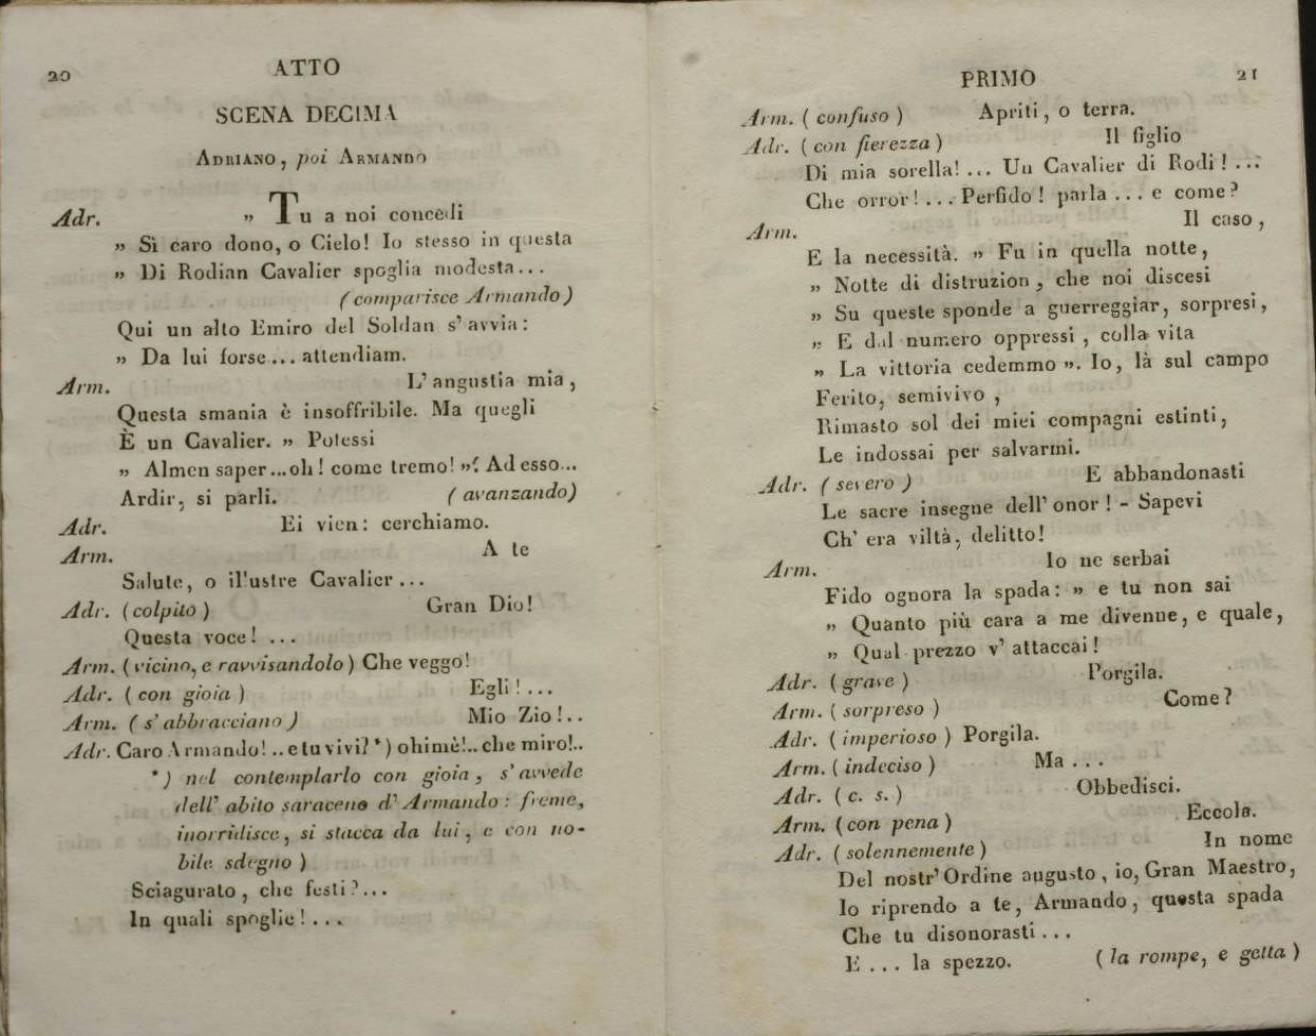 20
ATTO
SCENA DECIMA
ADRIANO, poi ARMANDO
Adr. „ Tu a noi concedi
„ Sì caro dono, o Cielo! Io stesso in questa
„ Di Rodian Cavalier spoglia modesta...
(comparisce Armando)
Qui un alto Emiro del Soldan s'avvia:
„ Da lui forse... attendiam.
Arm. L'angustia mia,
Questa smania è insoffribile. Ma quegli
È un Cavalier. „ Potessi
„ Almen saper... oh! come tremo! „! Ad esso...
Ardir, si parli. (avanzando)
Adr. Ei vien: cerchiamo.
Arm. A te
Salute, o il'ustre Cavalier...
Adr. (colpito) Gran Dio!
Questa voce! ...
Arm. (vicino, e ravvisandolo) Che veggo!
Adr. (con gioia) Egli!...
Arm. (s'abbracciano) Mio Zio!..
Adr. Caro Armando!.. e tu vivi? *) ohimè!.. che miro!..
*) nel contemplarlo con gioia, s'avvede
dell'abito saraceno d'Armando: freme,
inorridisce, si stacca da lui, e con no-
bile sdegno)
Sciagurato, che festi?...
In quali spoglie!...
PRIMO
21
Arm. (confuso) Apriti, o terra.
Adr. (con fierezza) Il figlio
Di mia sorella!... Un Cavalier di Rodi!...
Che orror!... Perfido! parla... e come?
Arm. Il caso,
E la necessità. „ Fu in quella notte,
„ Notte di distruzion, che noi discesi
„ Su queste sponde a guerreggiar, sorpresi,
„ E dal numero oppressi, colla vita
„ La vittoria cedemmo „. Io, là sul campo
Ferito, semivivo,
Rimasto sol dei miei compagni estinti,
Le indossai per salvarmi.
Adr. (severo) E abbandonasti
Le sacre insegne dell'onor! - Sapevi
Ch'era viltà, delitto!
Arm. Io ne serbai
Fido ognora la spada: „ e tu non sai
„ Quanto più cara a me divenne, e quale,
„ Qual prezzo v'attaccai!
Adr. (grave) Porgila.
Arm. (sorpreso) Come?
Adr. (imperioso) Porgila.
Arm. (indeciso) Ma...
Adr. (c. s.) Obbedisci.
Arm. (con pena) Eccola.
Adr. (solennemente) In nome
Del nostr'Ordine augusto, io, Gran Maestro,
Io riprendo a te, Armando, questa spada
Che tu disonorasti...
E... la spezzo. (la rompe, e getta)